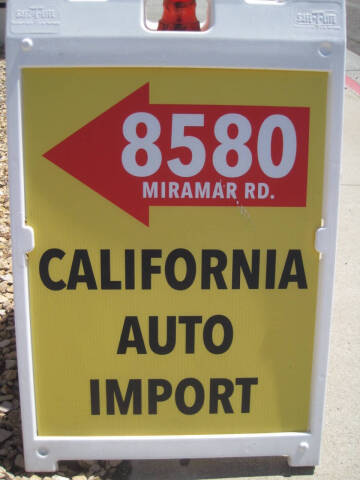 8580
MIRAMAR RD.
CALIFORNIA
AUTO
IMPORT